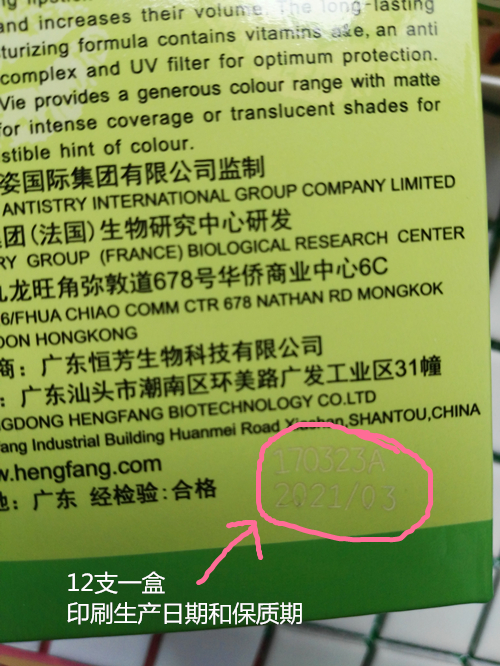 and increases their volume. The long-lasting
turizing formula contains vitamins a&e, an anti
complex and UV filter for optimum protection.
Vie provides a generous colour range with matte
for intense coverage or translucent shades for
stible hint of colour.
姿国际集团有限公司监制
ANTISTRY INTERNATIONAL GROUP COMPANY LIMITED
集团(法国)生物研究中心研发
RY GROUP (FRANCE) BIOLOGICAL RESEARCH CENTER
九龙旺角弥敦道678号华侨商业中心6C
6/FHUA CHIAO COMM CTR 678 NATHAN RD MONGKOK
OON HONGKONG
商：广东恒芳生物科技有限公司
：广东汕头市潮南区环美路广发工业区31幢
NGDONG HENGFANG BIOTECHNOLOGY CO.LTD
fang Industrial Building Huanmei Road Xiashan,SHANTOU,CHINA
w.hengfang.com
地：广东 经检验:合格
170323A
2021/03
12支一盒
印刷生产日期和保质期